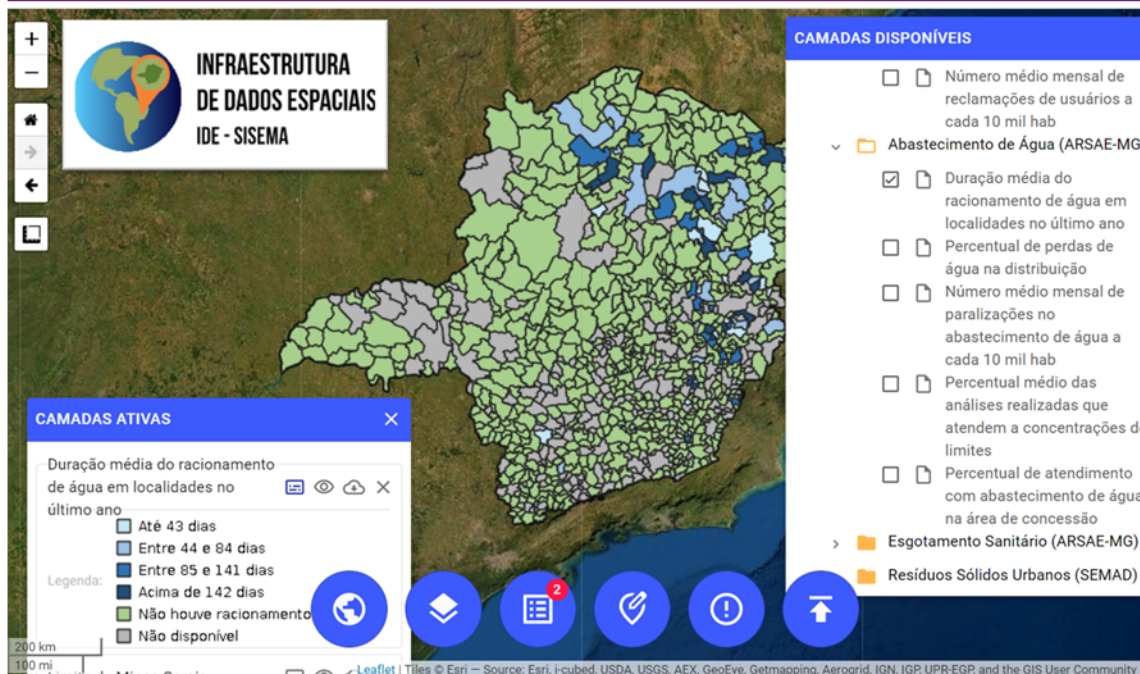 +
−
INFRAESTRUTURA
DE DADOS ESPACIAIS
IDE - SISEMA
CAMADAS DISPONÍVEIS
Número médio mensal de
reclamações de usuários a
cada 10 mil hab
Abastecimento de Água (ARSAE-MG
Duração média do
racionamento de água em
localidades no último ano
Percentual de perdas de
água na distribuição
Número médio mensal de
paralizações no
abastecimento de água a
cada 10 mil hab
Percentual médio das
análises realizadas que
atendem a concentrações de
limites
Percentual de atendimento
com abastecimento de água
na área de concessão
Esgotamento Sanitário (ARSAE-MG)
Resíduos Sólidos Urbanos (SEMAD)
CAMADAS ATIVAS
Duração média do racionamento
de água em localidades no
último ano
Legenda:
Até 43 dias
Entre 44 e 84 dias
Entre 85 e 141 dias
Acima de 142 dias
Não houve racionamento
Não disponível
2
200 km
100 mi
Leaflet | Tiles © Esri — Source: Esri, i-cubed, USDA, USGS, AEX, GeoEye, Getmapping, Aerogrid, IGN, IGP, UPR-EGP, and the GIS User Community,